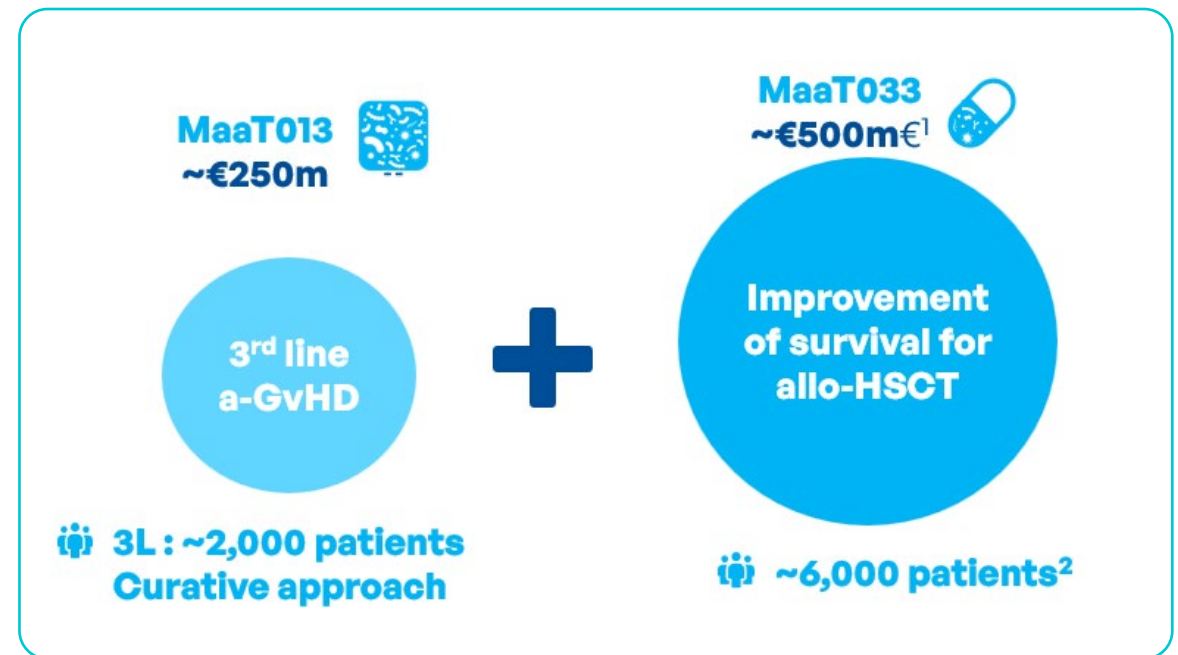 MaaT013
~€250m
3rd line
a-GvHD
3L : ~2,000 patients
Curative approach
MaaT033
~€500m€1
Improvement
of survival for
allo-HSCT
~6,000 patients2